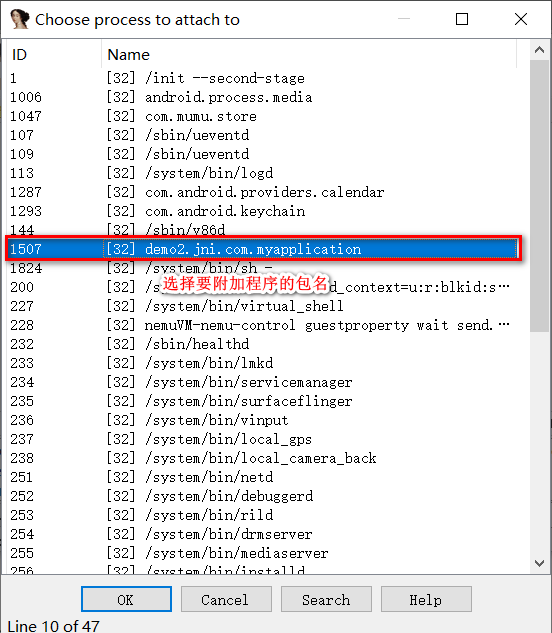 Choose process to attach to
ID Name
1 [32] /init --second-stage
1006 [32] android.process.media
1047 [32] com.mumu.store
107 [32] /sbin/ueventd
109 [32] /sbin/ueventd
113 [32] /system/bin/logd
1287 [32] com.android.providers.calendar
1293 [32] com.android.keychain
144 [32] /sbin/v86d
1507 [32] demo2.jni.com.myapplication
1824 [32] /system/bin/sh -
选择要附加程序的包名
200 [32] /s d_context=u:r:blkid:s…
227 [32] /system/bin/virtual_shell
228 [32] nemuVM-nemu-control guestproperty wait send.…
232 [32] /sbin/healthd
233 [32] /system/bin/lmkd
234 [32] /system/bin/servicemanager
235 [32] /system/bin/surfaceflinger
236 [32] /system/bin/vinput
237 [32] /system/bin/local_gps
238 [32] /system/bin/local_camera_back
251 [32] /system/bin/netd
252 [32] /system/bin/debuggerd
253 [32] /system/bin/rild
254 [32] /system/bin/drmserver
255 [32] /system/bin/mediaserver
256 [32] /system/bin/installd
OK Cancel Search Help
Line 10 of 47